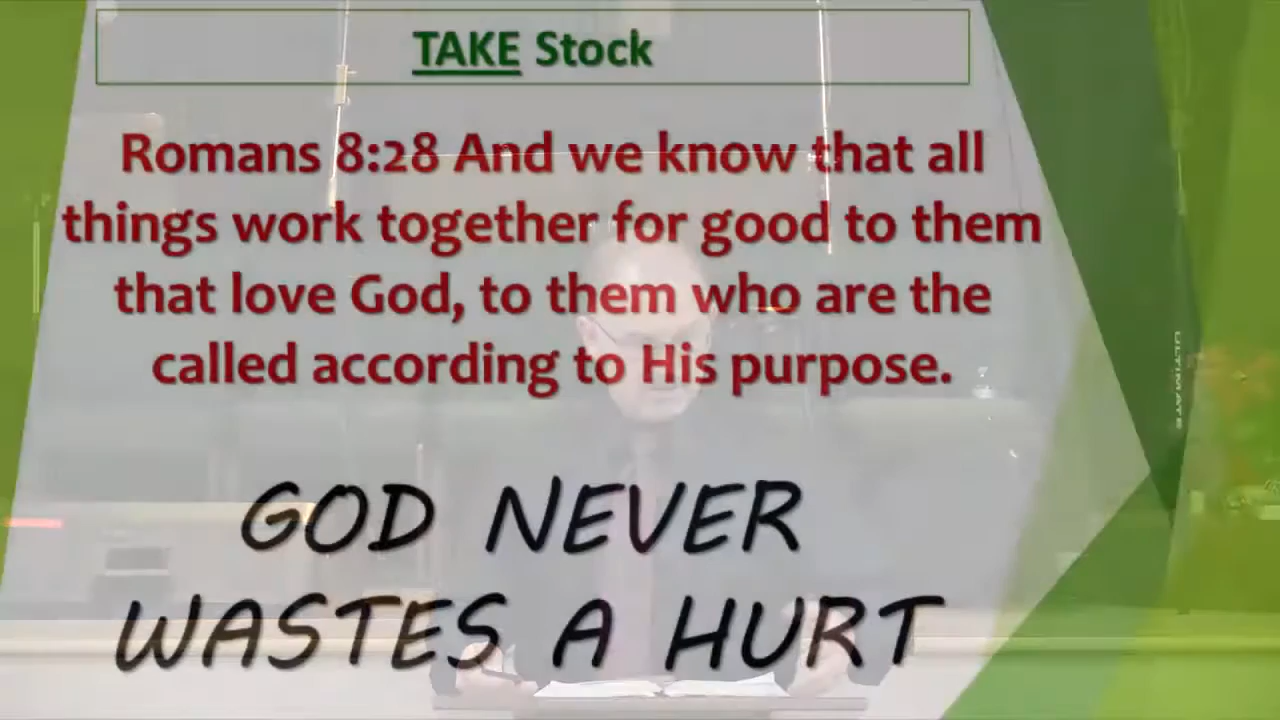 TAKE Stock
Romans 8:28 And we know that all
things work together for good to them
that love God, to them who are the
called according to His purpose.
GOD NEVER
WASTES A HURT
ULTIMATE